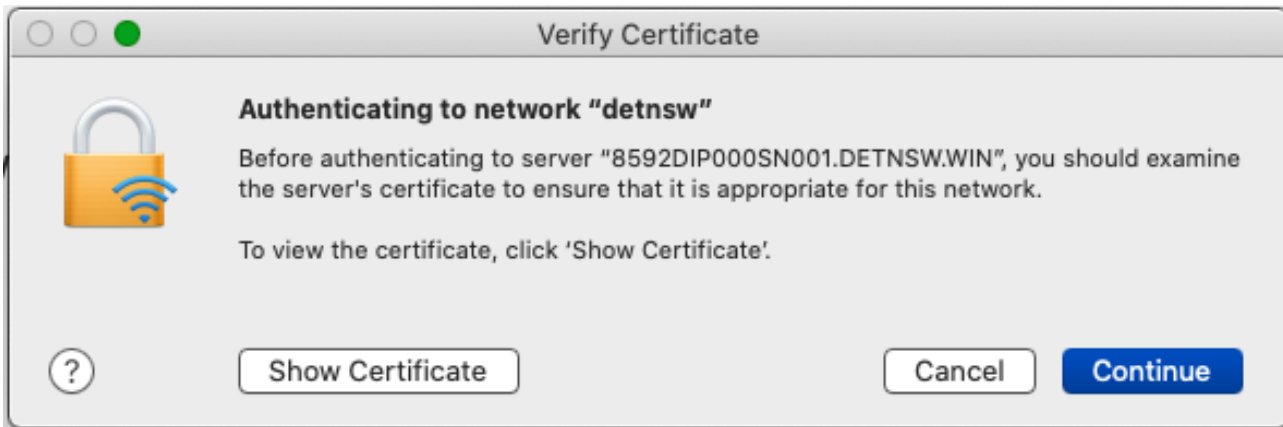 Verify Certificate
Authenticating to network “detnsw”
Before authenticating to server “8592DIP000SN001.DETNSW.WIN”, you should examine
the server's certificate to ensure that it is appropriate for this network.
To view the certificate, click ‘Show Certificate’.
? Show Certificate Cancel Continue